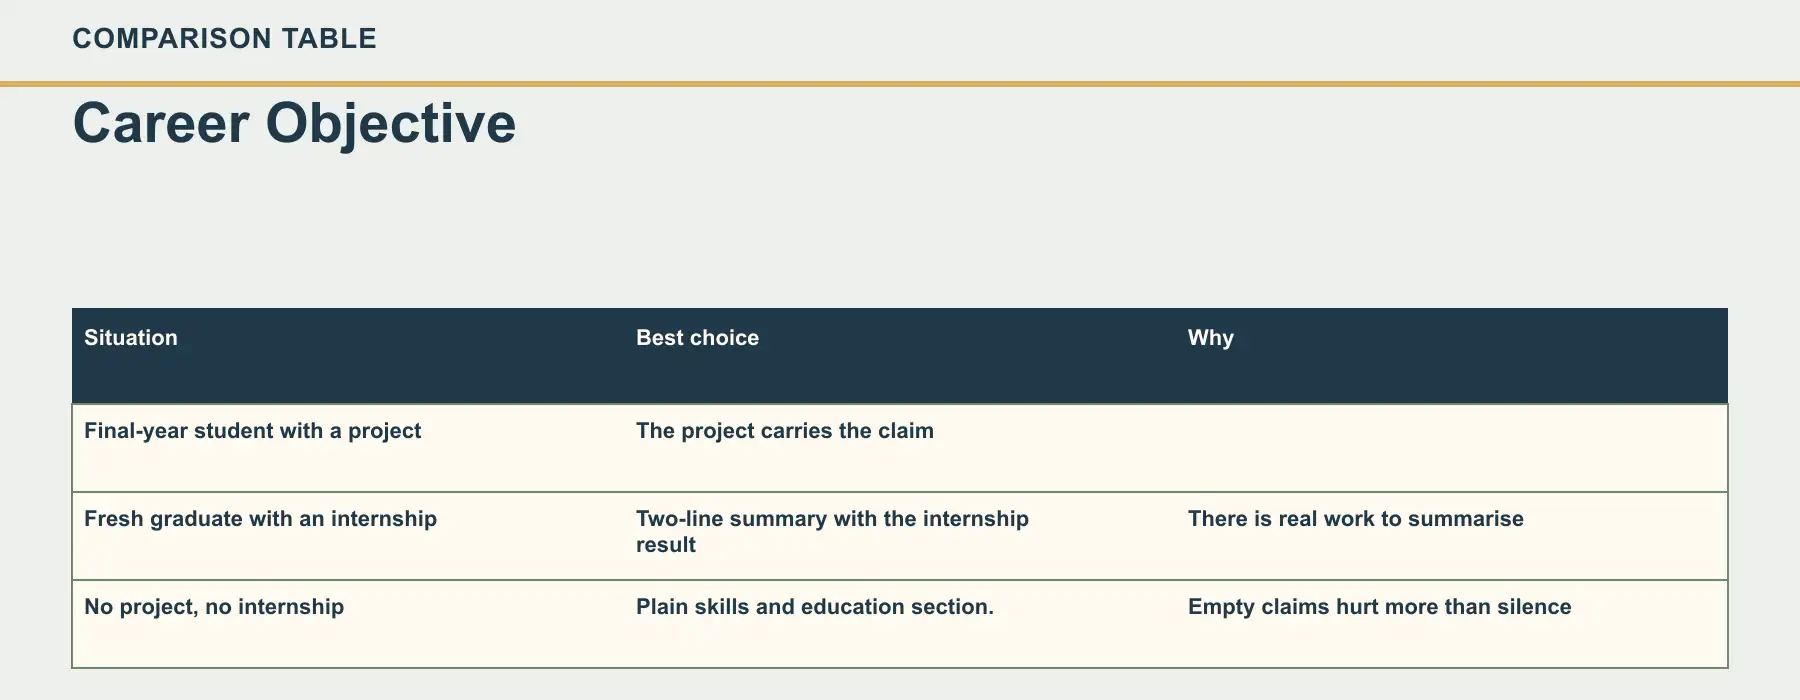 COMPARISON TABLE
Career Objective
Situation Best choice Why
Final-year student with a project The project carries the claim
Fresh graduate with an internship Two-line summary with the internship result There is real work to summarise
No project, no internship Plain skills and education section. Empty claims hurt more than silence